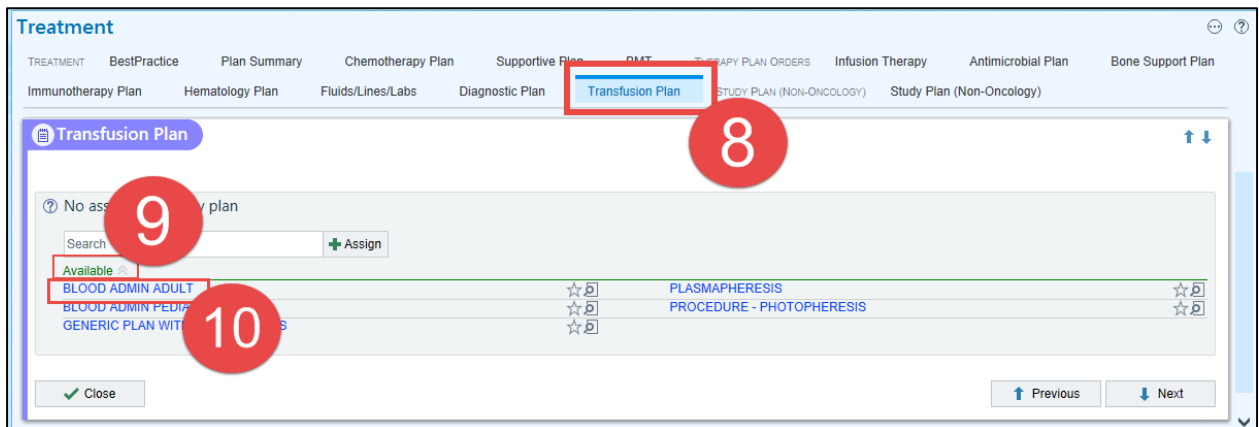 Treatment
TREATMENT BestPractice Plan Summary Chemotherapy Plan Supportive Plan BMT THERAPY PLAN ORDERS Infusion Therapy Antimicrobial Plan Bone Support Plan
Immunotherapy Plan Hematology Plan Fluids/Lines/Labs Diagnostic Plan Transfusion Plan STUDY PLAN (NON-ONCOLOGY) Study Plan (Non-Oncology)
8
Transfusion Plan
9
No plan
Search Assign
Available
BLOOD ADMIN ADULT PLASMAPHERESIS
BLOOD ADMIN PROCEDURE - PHOTOPHERESIS
GENERIC PLAN
10
Close Previous Next